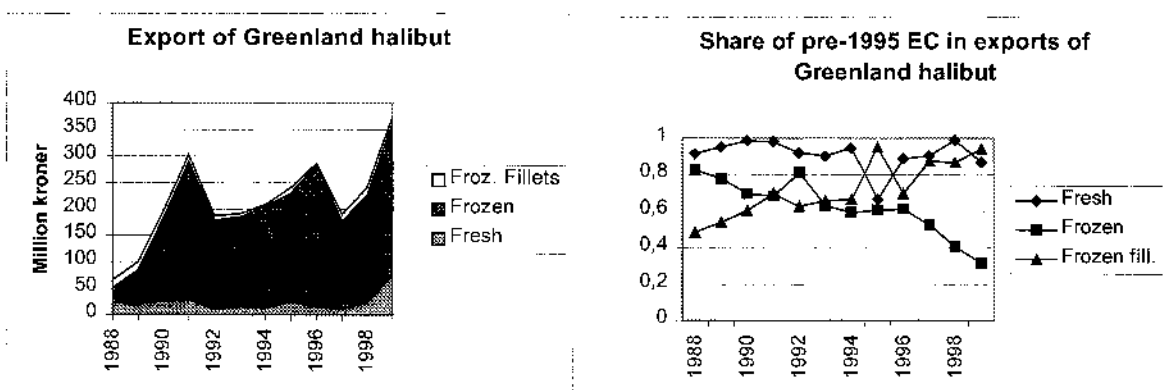 Export of Greenland halibut
Million kroner
400
350
300
250
200
150
100
50
0
1988
1990
1992
1994
1996
1998
Froz. Fillets
Frozen
Fresh
Share of pre-1995 EC in exports of
Greenland halibut
1
0,8
0,6
0,4
0,2
0
1988
1990
1992
1994
1996
1998
Fresh
Frozen
Frozen fill.